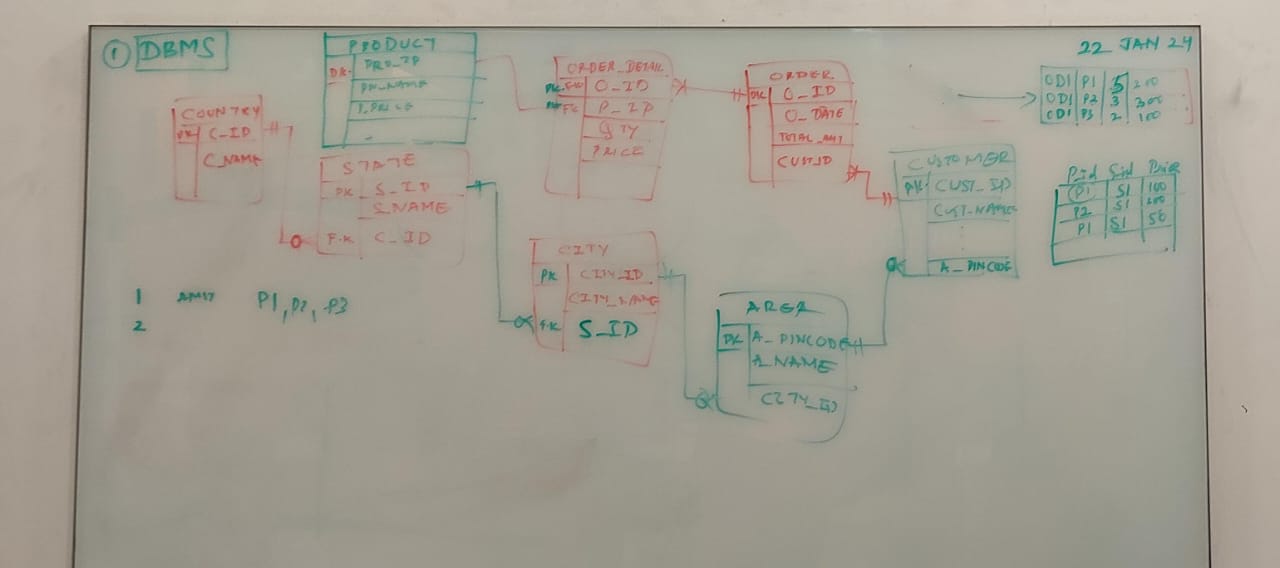 ① DBMS
22 JAN 24
PRODUCT
PK. PRO_ID
PRO_NAME
P_PRICE
COUNTRY
PK C_ID
C_NAME
STATE
PK S_ID
S_NAME
F.K C_ID
ORDER_DETAIL
PK.FK O_ID
PK FK P_ID
QTY
PRICE
ORDER
PK O_ID
O_DATE
TOTAL_AMT
CUST_ID
CUSTOMER
PK CUST_ID
CUST_NAME
A_PINCODE
CITY
PK CITY_ID
CITY_NAME
F.K S_ID
AREA
PK A_PINCODE
A_NAME
CITY_ID
OD1 P1 5 200
OD1 P2 3 300
OD1 P3 2 100
Pid Sid Price
P1 S1 100
P2 S1 200
P1 S1 50
1 AMIT P1, P2, P3
2